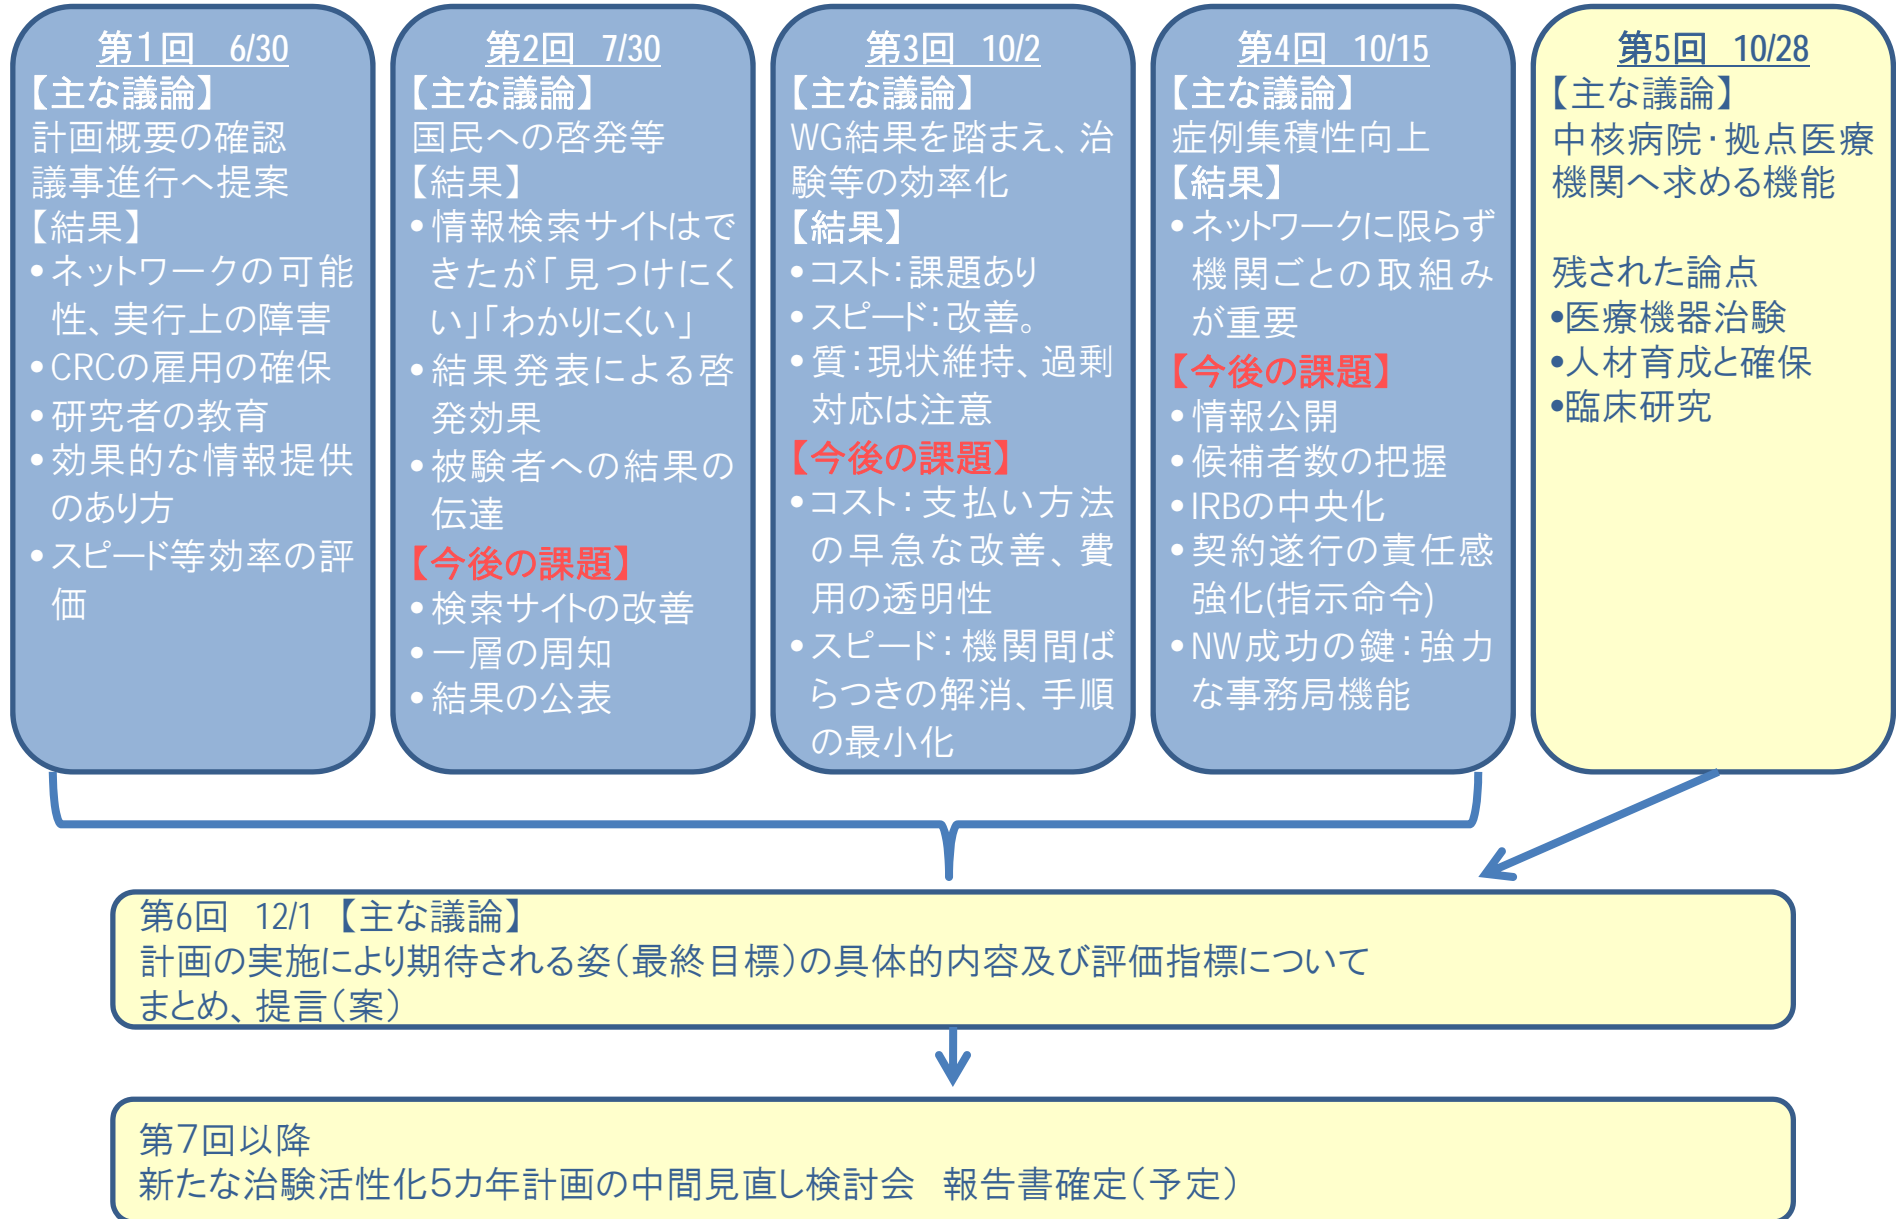 第１回　6/30
【主な議論】
計画概要の確認
議事進行へ提案
【結果】
•ネットワークの可能
性、実行上の障害
•CRCの雇用の確保
•研究者の教育
•効果的な情報提供
のあり方
•スピード等効率の評
価
第2回　7/30
【主な議論】
国民への啓発等
【結果】
•情報検索サイトはで
きたが「見つけにく
い」「わかりにくい」
•結果発表による啓
発効果
•被験者への結果の
伝達
【今後の課題】
•検索サイトの改善
•一層の周知
•結果の公表
第3回　10/2
【主な議論】
WG結果を踏まえ、治
験等の効率化
【結果】
•コスト：課題あり
•スピード：改善。
•質：現状維持、過剰
対応は注意
【今後の課題】
•コスト：支払い方法
の早急な改善、費
用の透明性
•スピード：機関間ば
らつきの解消、手順
の最小化
第4回　10/15
【主な議論】
症例集積性向上
【結果】
•ネットワークに限らず
機関ごとの取組み
が重要
【今後の課題】
•情報公開
•候補者数の把握
•IRBの中央化
•契約遂行の責任感
強化(指示命令)
•NW成功の鍵：強力
な事務局機能
第5回　10/28
【主な議論】
中核病院・拠点医療
機関へ求める機能
残された論点
•医療機器治験
•人材育成と確保
•臨床研究
第6回　12/1　【主な議論】
計画の実施により期待される姿（最終目標）の具体的内容及び評価指標について
まとめ、提言（案）
第７回以降
新たな治験活性化５カ年計画の中間見直し検討会　報告書確定（予定）